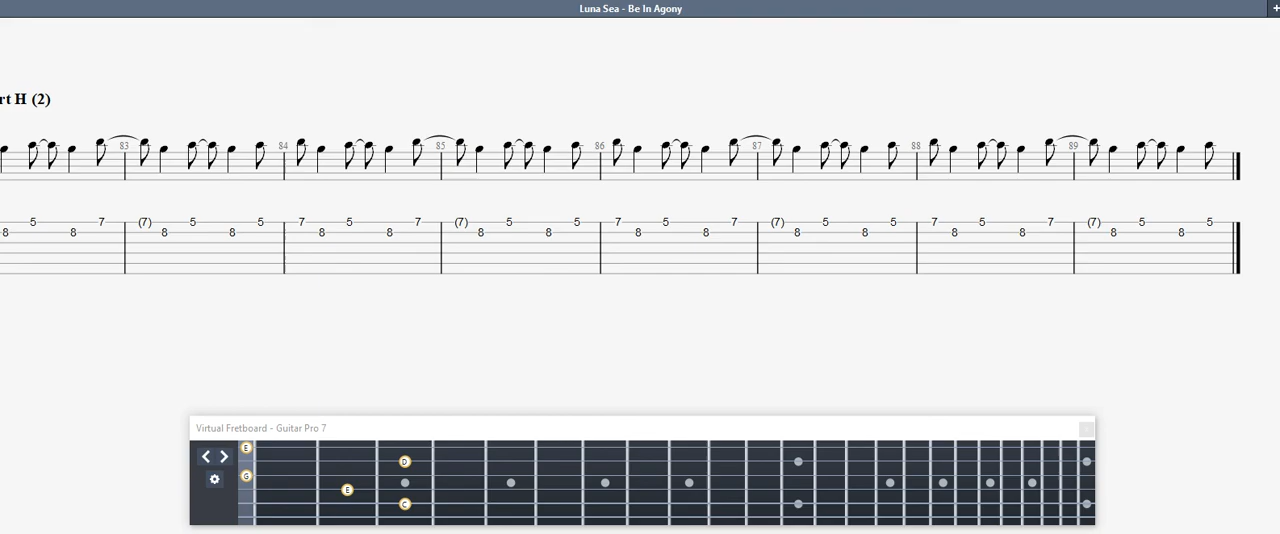 Luna Sea - Be In Agony
rt H (2)
83 84 85 86 87 88 89
8 5 8 7 (7) 8 5 8 5 7 8 5 8 7 (7) 8 5 8 5 7 8 5 8 7 (7) 8 5 8 5 7 8 5 8 7 (7) 8 5 8 5
Virtual Fretboard - Guitar Pro 7
E
D
G
E
C